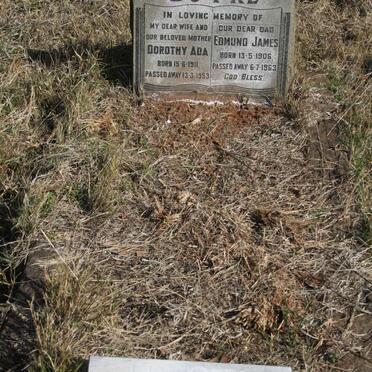 IN LOVING MEMORY OF
MY DEAR WIFE AND
OUR BELOVED MOTHER
DOROTHY ADA
BORN 15·6·1911
PASSED AWAY 13·3·1953
OUR DEAR DAD
EDMUND JAMES
BORN 13·5·1906
PASSED AWAY 6·7·1963
GOD BLESS